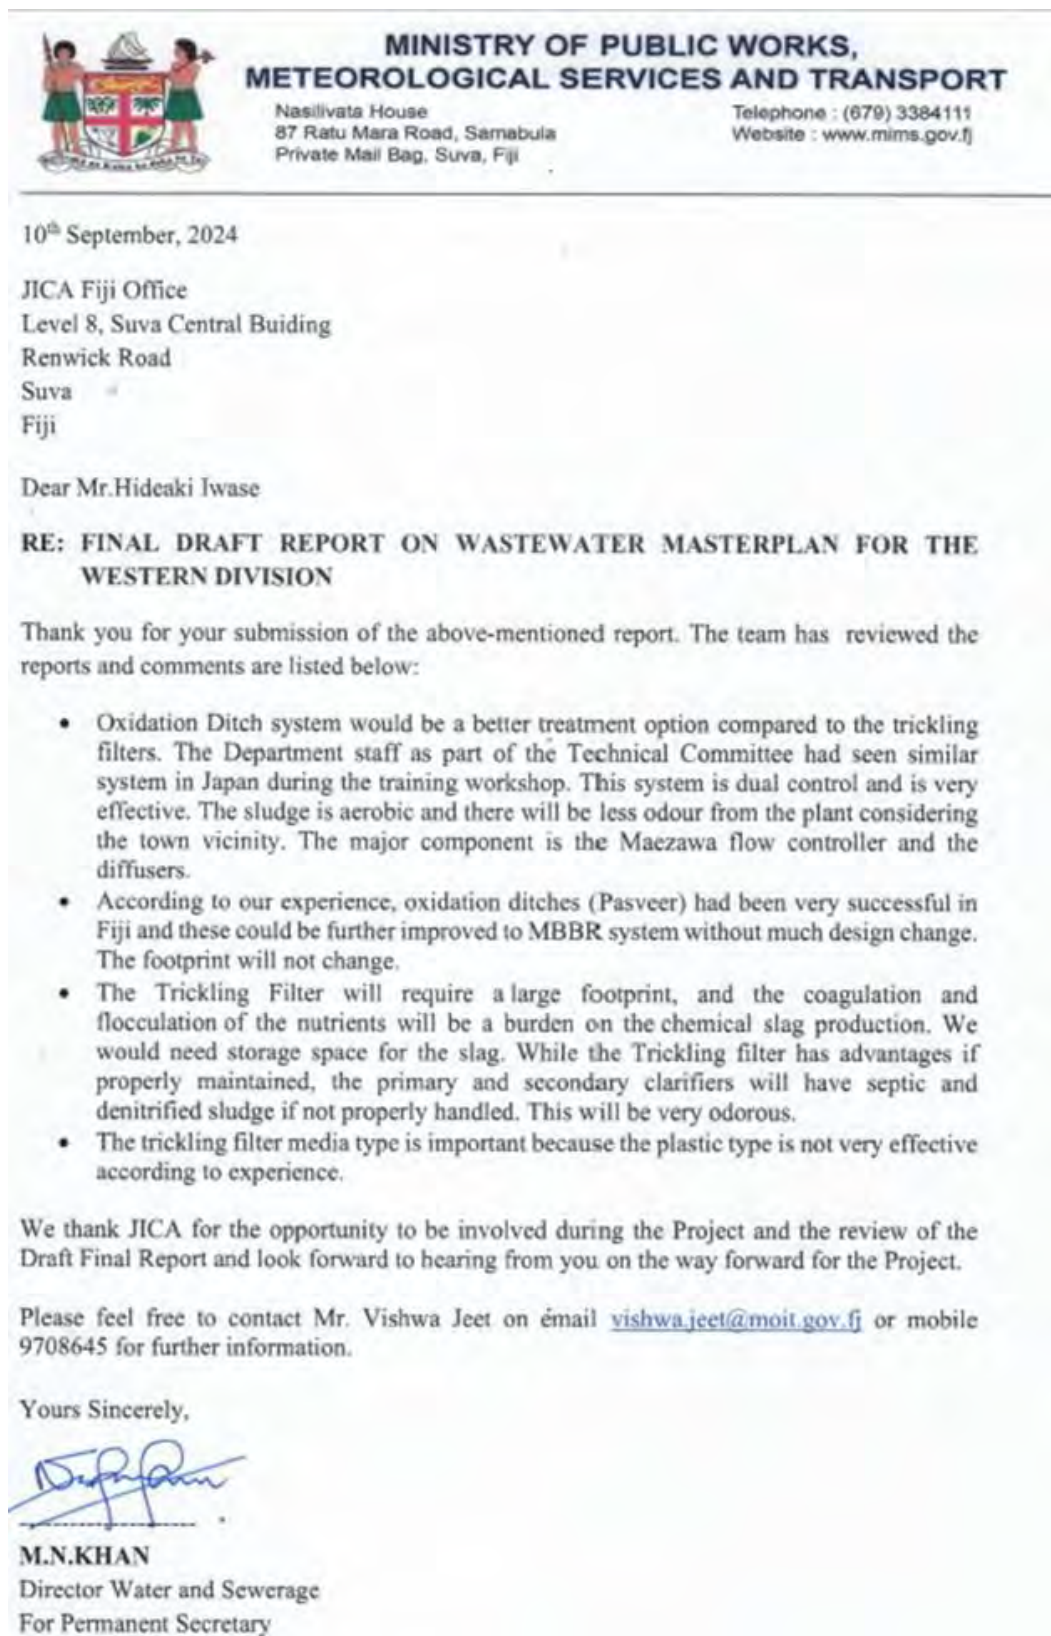 MINISTRY OF PUBLIC WORKS,
METEOROLOGICAL SERVICES AND TRANSPORT
Nasilivata House
87 Ratu Mara Road, Samabula
Private Mail Bag, Suva, Fiji
Telephone : (679) 3384111
Website : www.mims.gov.fj
10th September, 2024
JICA Fiji Office
Level 8, Suva Central Buiding
Renwick Road
Suva
Fiji
Dear Mr.Hideaki Iwase
RE: FINAL DRAFT REPORT ON WASTEWATER MASTERPLAN FOR THE
WESTERN DIVISION
Thank you for your submission of the above-mentioned report. The team has reviewed the
reports and comments are listed below:
• Oxidation Ditch system would be a better treatment option compared to the trickling
filters. The Department staff as part of the Technical Committee had seen similar
system in Japan during the training workshop. This system is dual control and is very
effective. The sludge is aerobic and there will be less odour from the plant considering
the town vicinity. The major component is the Maezawa flow controller and the
diffusers.
• According to our experience, oxidation ditches (Pasveer) had been very successful in
Fiji and these could be further improved to MBBR system without much design change.
The footprint will not change.
• The Trickling Filter will require a large footprint, and the coagulation and
flocculation of the nutrients will be a burden on the chemical slag production. We
would need storage space for the slag. While the Trickling filter has advantages if
properly maintained, the primary and secondary clarifiers will have septic and
denitrified sludge if not properly handled. This will be very odorous.
• The trickling filter media type is important because the plastic type is not very effective
according to experience.
We thank JICA for the opportunity to be involved during the Project and the review of the
Draft Final Report and look forward to hearing from you on the way forward for the Project.
Please feel free to contact Mr. Vishwa Jeet on émail vishwa.jeet@moit.gov.fj or mobile
9708645 for further information.
Yours Sincerely,
M.N.KHAN
Director Water and Sewerage
For Permanent Secretary